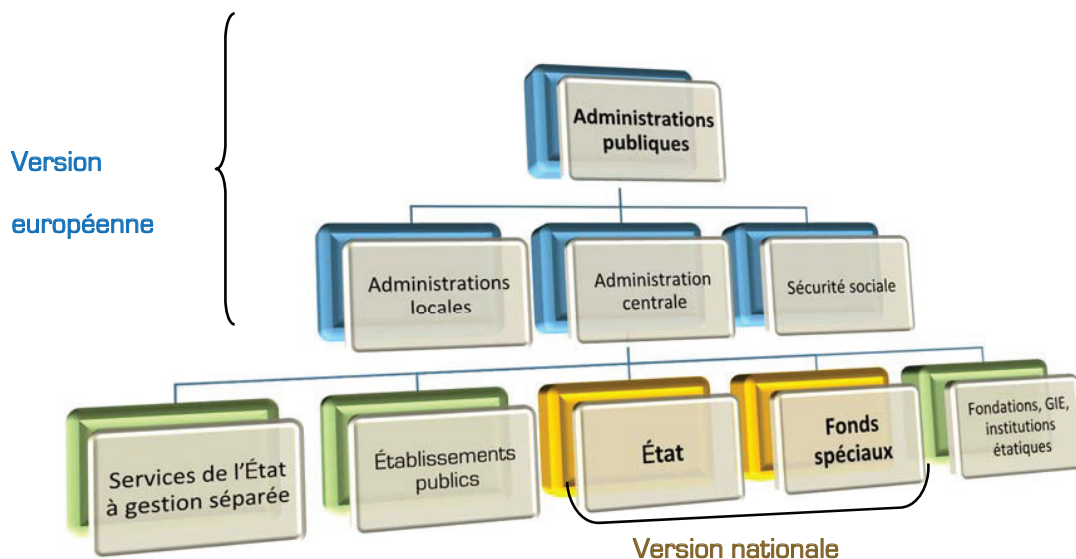 Administrations
publiques
Version
européenne
Administrations
locales
Administration
centrale
Sécurité sociale
Services de l'État
à gestion séparée
Établissements
publics
État
Fonds
spéciaux
Fondations, GIE,
institutions
étatiques
Version nationale